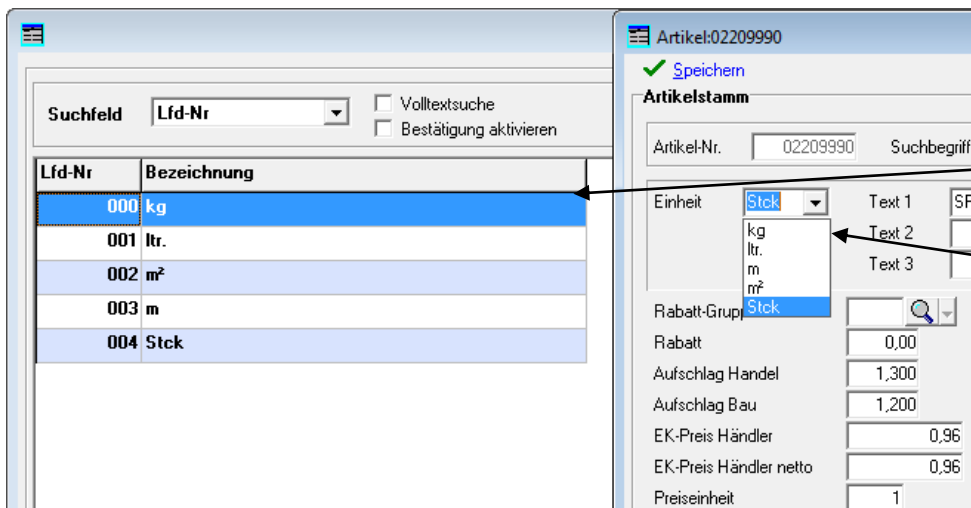 Suchfeld Lfd-Nr
Volltextsuche
Bestätigung aktivieren
Lfd-Nr Bezeichnung
000 kg
001 ltr.
002 m²
003 m
004 Stck
Artikel:02209990
Speichern
Artikelstamm
Artikel-Nr. 02209990 Suchbegriff
Einheit Stck Text 1
kg
ltr.
m
m²
Stck
Text 2
Text 3
Rabatt
Aufschlag Handel 1,300
0,00
Aufschlag Bau 1,200
EK-Preis Händler 0,96
EK-Preis Händler netto 0,96
Preiseinheit 1